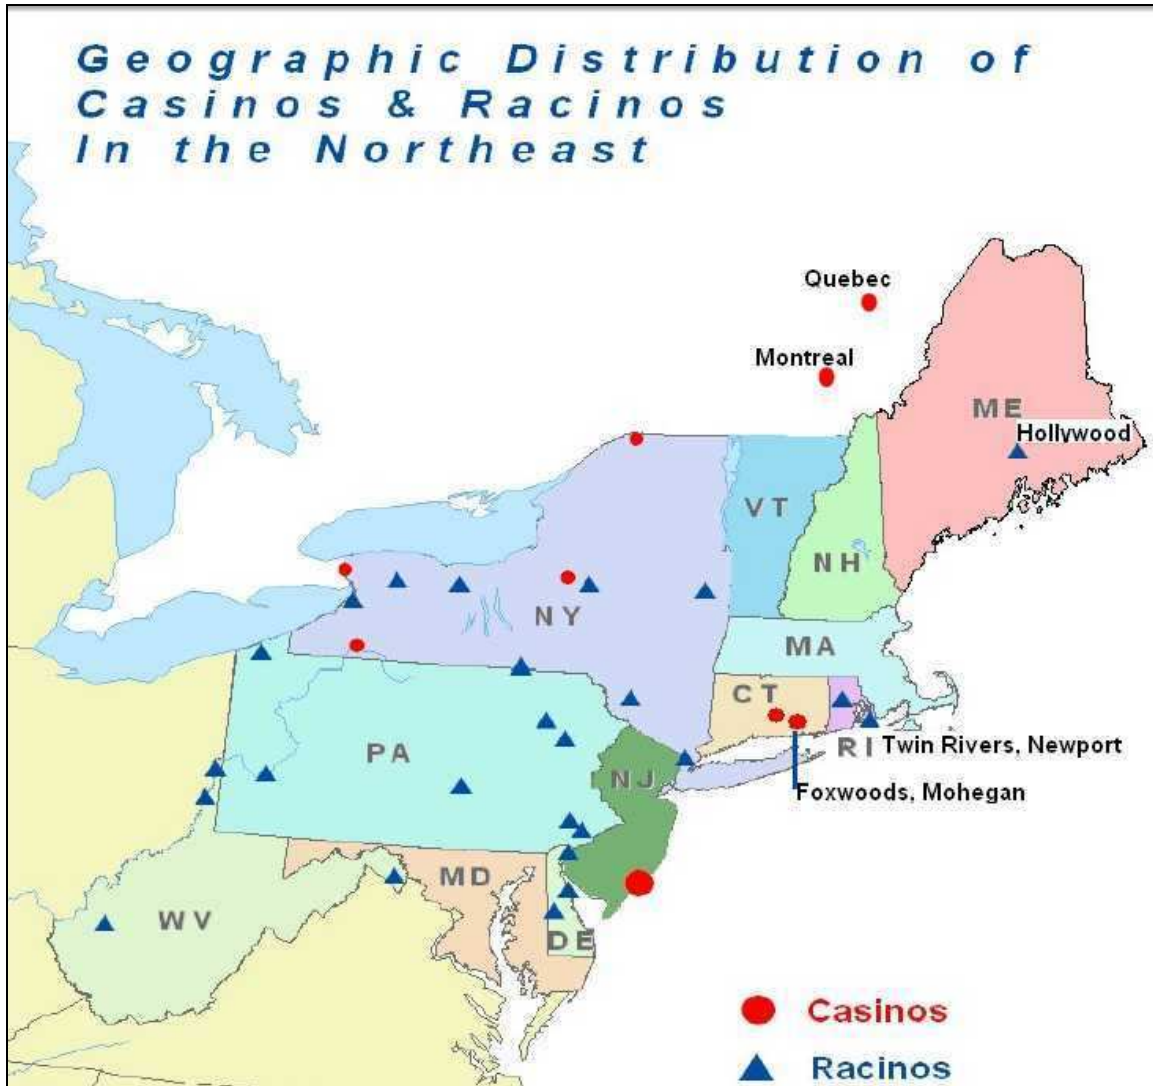 Geographic Distribution of
Casinos & Racinos
In the Northeast
Quebec
Montreal
ME
Hollywood
VT
NH
NY
MA
CT
PA
RI Twin Rivers, Newport
NJ
Foxwoods, Mohegan
MD
WV
DE
Casinos
Racinos